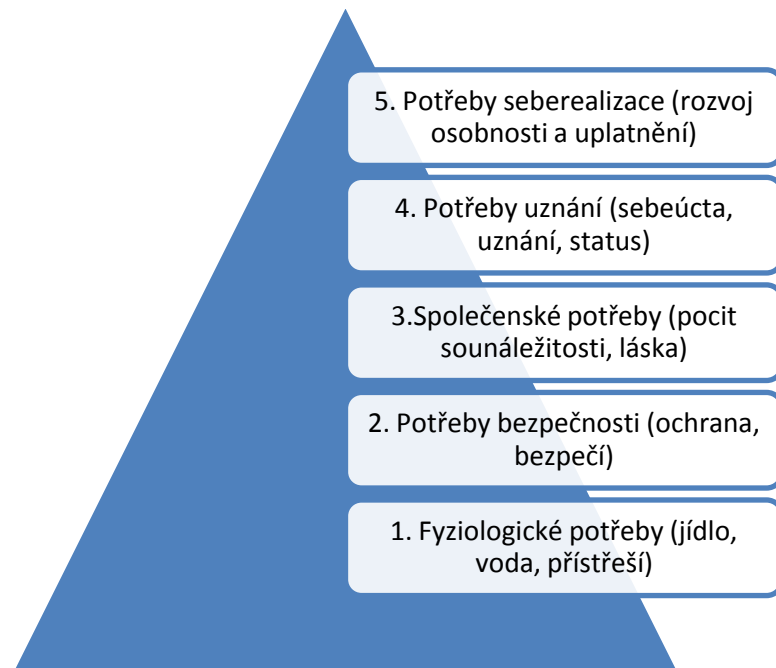 5. Potřeby seberealizace (rozvoj
osobnosti a uplatnění)
4. Potřeby uznání (sebeúcta,
uznání, status)
3.Společenské potřeby (pocit
sounáležitosti, láska)
2. Potřeby bezpečnosti (ochrana,
bezpečí)
1. Fyziologické potřeby (jídlo,
voda, přístřeší)